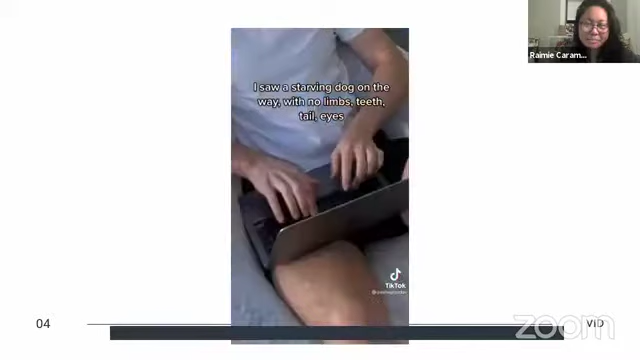 Raimie Caram...
I saw a starving dog on the
way, with no limbs, teeth,
tail, eyes
TikTok
04
ViD
zoom